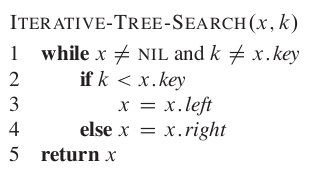 ITERATIVE-TREE-SEARCH(x, k)
1 while x ≠ NIL and k ≠ x.key
2 if k < x.key
3 x = x.left
4 else x = x.right
5 return x